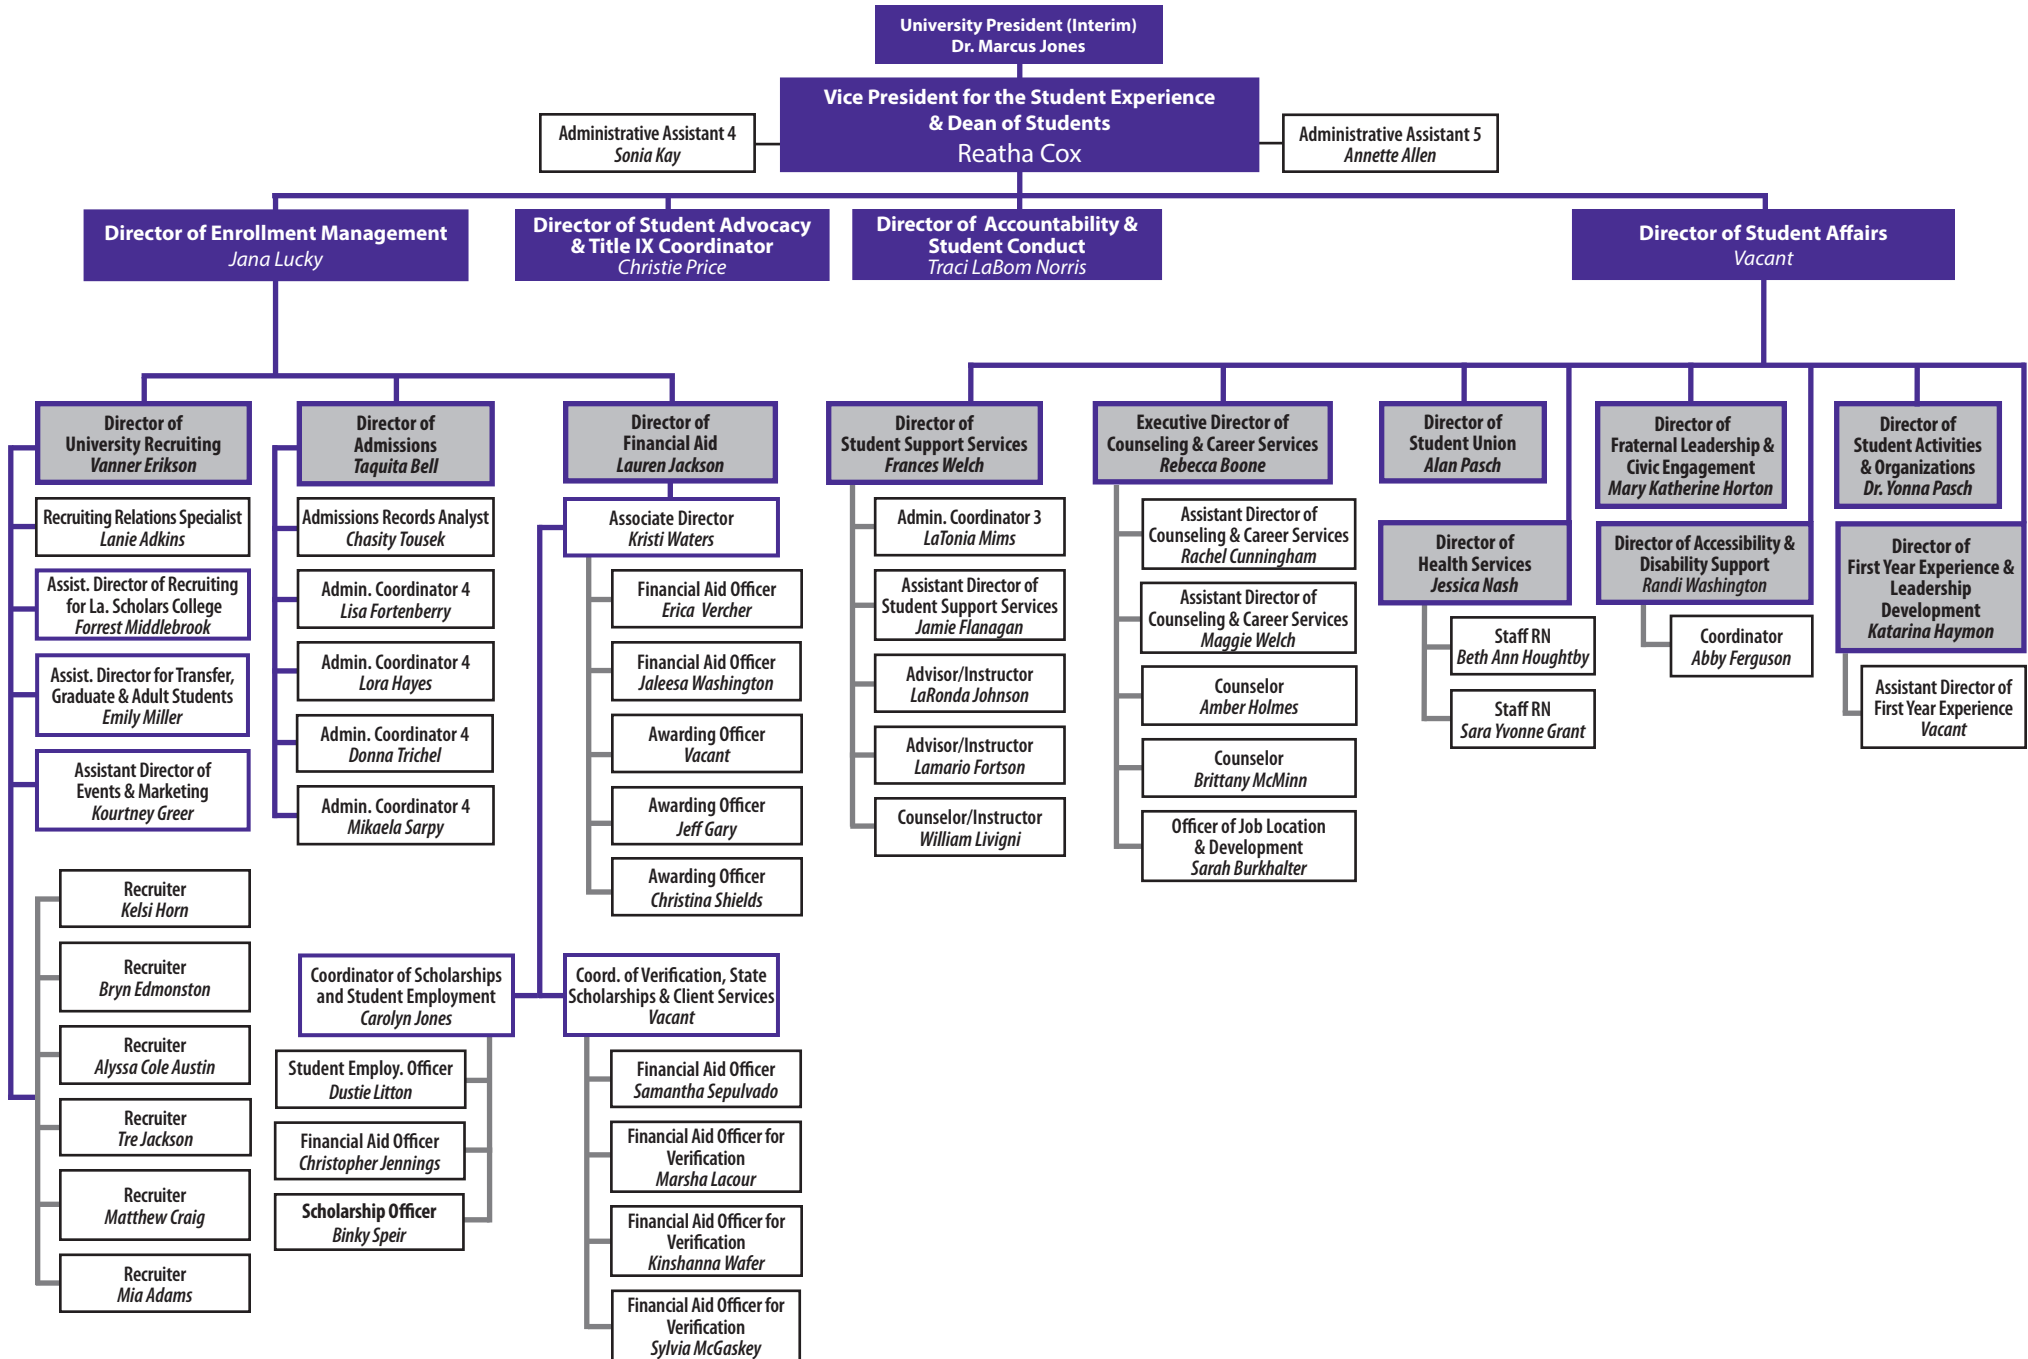 University President (Interim)
Dr. Marcus Jones
Vice President for the Student Experience
& Dean of Students
Reatha Cox
Administrative Assistant 4
Sonia Kay
Administrative Assistant 5
Annette Allen
Director of Enrollment Management
Jana Lucky
Director of Student Advocacy
& Title IX Coordinator
Christie Price
Director of Accountability &
Student Conduct
Traci LaBom Norris
Director of Student Affairs
Vacant
Director of
University Recruiting
Vanner Erikson
Recruiting Relations Specialist
Lanie Adkins
Assist. Director of Recruiting
for La. Scholars College
Forrest Middlebrook
Assist. Director for Transfer,
Graduate & Adult Students
Emily Miller
Assistant Director of
Events & Marketing
Kourtney Greer
Recruiter
Kelsi Horn
Recruiter
Bryn Edmonston
Recruiter
Alyssa Cole Austin
Recruiter
Tre Jackson
Recruiter
Matthew Craig
Recruiter
Mia Adams
Director of
Admissions
Taquita Bell
Admissions Records Analyst
Chasity Tousek
Admin. Coordinator 4
Lisa Fortenberry
Admin. Coordinator 4
Lora Hayes
Admin. Coordinator 4
Donna Trichel
Admin. Coordinator 4
Mikaela Sarpy
Director of
Financial Aid
Lauren Jackson
Associate Director
Kristi Waters
Financial Aid Officer
Erica Vercher
Financial Aid Officer
Jaleesa Washington
Awarding Officer
Vacant
Awarding Officer
Jeff Gary
Awarding Officer
Christina Shields
Coordinator of Scholarships
and Student Employment
Carolyn Jones
Student Employ. Officer
Dustie Litton
Financial Aid Officer
Christopher Jennings
Scholarship Officer
Binky Speir
Coord. of Verification, State
Scholarships & Client Services
Vacant
Financial Aid Officer
Samantha Sepulvado
Financial Aid Officer for
Verification
Marsha Lacour
Financial Aid Officer for
Verification
Kinshanna Wafer
Financial Aid Officer for
Verification
Sylvia McGaskey
Director of
Student Support Services
Frances Welch
Admin. Coordinator 3
LaTonia Mims
Assistant Director of
Student Support Services
Jamie Flanagan
Advisor/Instructor
LaRonda Johnson
Advisor/Instructor
Lamario Fortson
Counselor/Instructor
William Livigni
Executive Director of
Counseling & Career Services
Rebecca Boone
Assistant Director of
Counseling & Career Services
Rachel Cunningham
Assistant Director of
Counseling & Career Services
Maggie Welch
Counselor
Amber Holmes
Counselor
Brittany McMinn
Officer of Job Location
& Development
Sarah Burkhalter
Director of
Student Union
Alan Pasch
Director of
Health Services
Jessica Nash
Staff RN
Beth Ann Houghtby
Staff RN
Sara Yvonne Grant
Director of
Fraternal Leadership &
Civic Engagement
Mary Katherine Horton
Director of Accessibility &
Disability Support
Randi Washington
Coordinator
Abby Ferguson
Director of
Student Activities
& Organizations
Dr. Yonna Pasch
Director of
First Year Experience &
Leadership
Development
Katarina Haymon
Assistant Director of
First Year Experience
Vacant